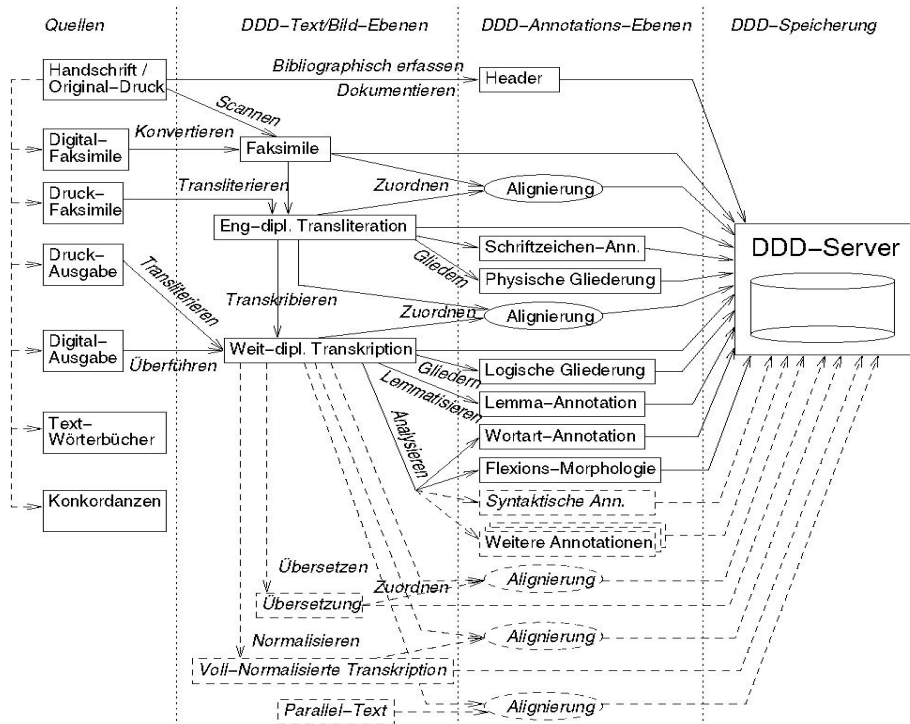 Quellen
DDD–Text/Bild–Ebenen
DDD–Annotations–Ebenen
DDD–Speicherung
Handschrift /
Original–Druck
Bibliographisch erfassen
Dokumentieren
Header
Scannen
Digital–
Faksimile
Konvertieren
Faksimile
Druck–
Faksimile
Transliterieren
Zuordnen
Alignierung
Eng–dipl. Transliteration
Druck–
Ausgabe
Transliterieren
Gliedern
Schriftzeichen–Ann.
Physische Gliederung
DDD–Server
Transkribieren
Zuordnen
Alignierung
Digital–
Ausgabe
Überführen
Weit–dipl. Transkription
Gliedern
Logische Gliederung
Lemmatisieren
Lemma–Annotation
Text–
Wörterbücher
Analysieren
Wortart–Annotation
Flexions–Morphologie
Konkordanzen
Syntaktische Ann.
Weitere Annotationen
Übersetzen
Zuordnen
Alignierung
Übersetzung
Normalisieren
Alignierung
Voll–Normalisierte Transkription
Parallel–Text
Alignierung